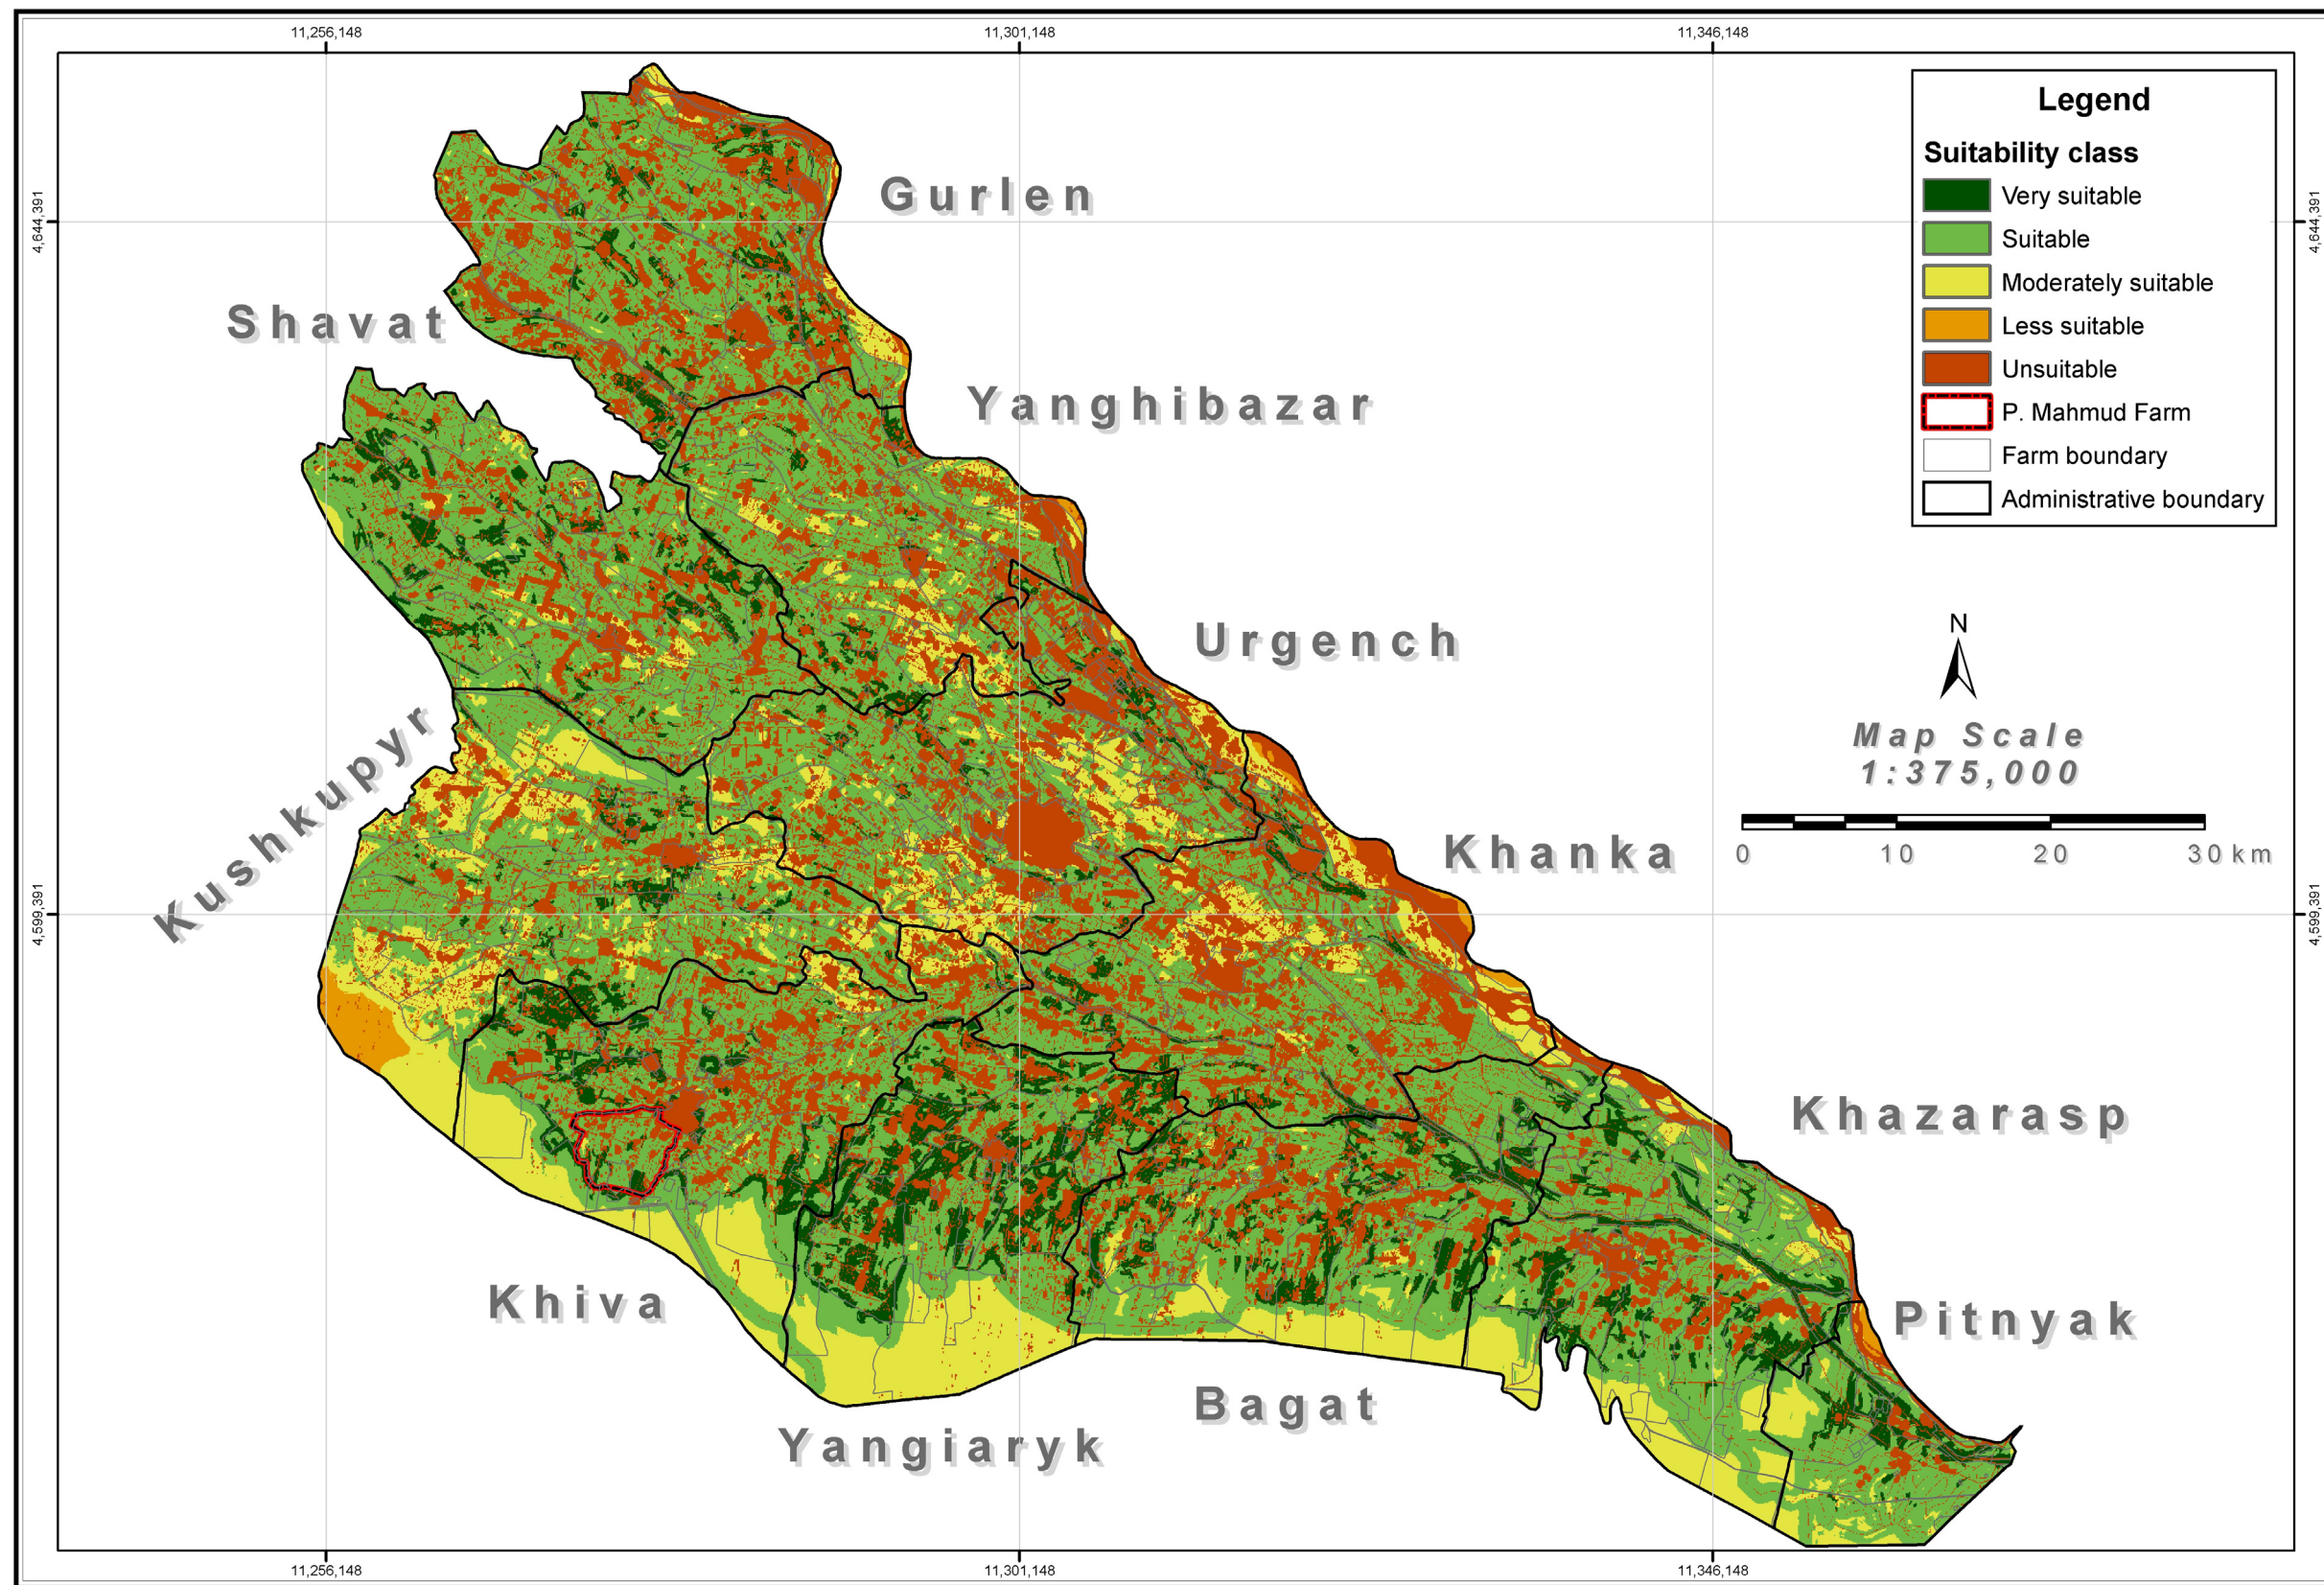 11,256,148
11,301,148
11,346,148
Legend
Suitability class
Very suitable
Suitable
Moderately suitable
Less suitable
Unsuitable
P. Mahmud Farm
Farm boundary
Administrative boundary
4,644,391
4,644,391
Gurlen
Shavat
Yanghibazar
Urgench
N
Map Scale
1:375,000
0 10 20 30 km
Kushkupyr
Khanka
4,599,391
4,599,391
Khazarasp
Khiva
Pitnyak
Bagat
Yangiaryk
11,256,148
11,301,148
11,346,148